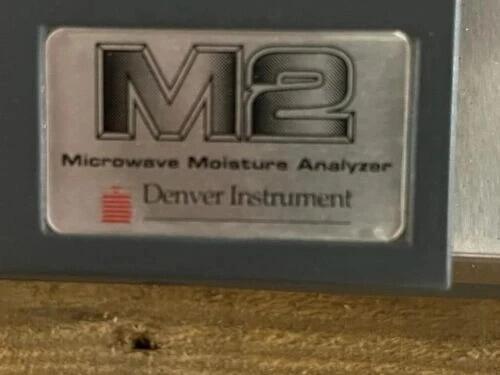 M2
Microwave Moisture Analyzer
Denver Instrument